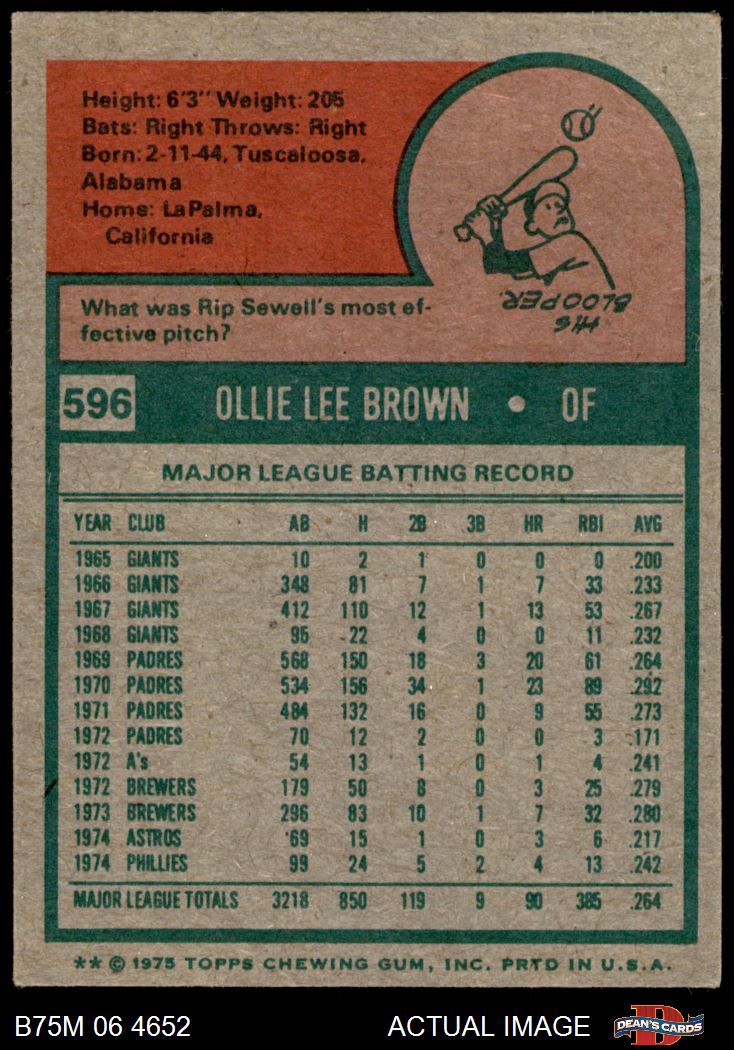 Height: 6'3" Weight: 205
Bats: Right Throws: Right
Born: 2-11-44, Tuscaloosa,
Alabama
Home: LaPalma,
California
HIS
BLOOPER.
What was Rip Sewell's most ef-
fective pitch?
596 OLLIE LEE BROWN • OF
MAJOR LEAGUE BATTING RECORD
YEAR CLUB AB H 2B 3B HR RBI AVG
1965 GIANTS 10 2 1 0 0 0 .200
1966 GIANTS 348 81 7 1 7 33 .233
1967 GIANTS 412 110 12 1 13 53 .267
1968 GIANTS 95 22 4 0 0 11 .232
1969 PADRES 568 150 18 3 20 61 .264
1970 PADRES 534 156 34 1 23 89 .292
1971 PADRES 484 132 16 0 9 55 .273
1972 PADRES 70 12 2 0 0 3 .171
1972 A's 54 13 1 0 1 4 .241
1972 BREWERS 179 50 8 0 3 25 .279
1973 BREWERS 296 83 10 1 7 32 .280
1974 ASTROS 69 15 1 0 3 6 .217
1974 PHILLIES 99 24 5 2 4 13 .242
MAJOR LEAGUE TOTALS 3218 850 119 9 90 385 .264
** © 1975 TOPPS CHEWING GUM, INC. PRTD IN U.S.A.
B75M 06 4652 ACTUAL IMAGE DEAN'S CARDS